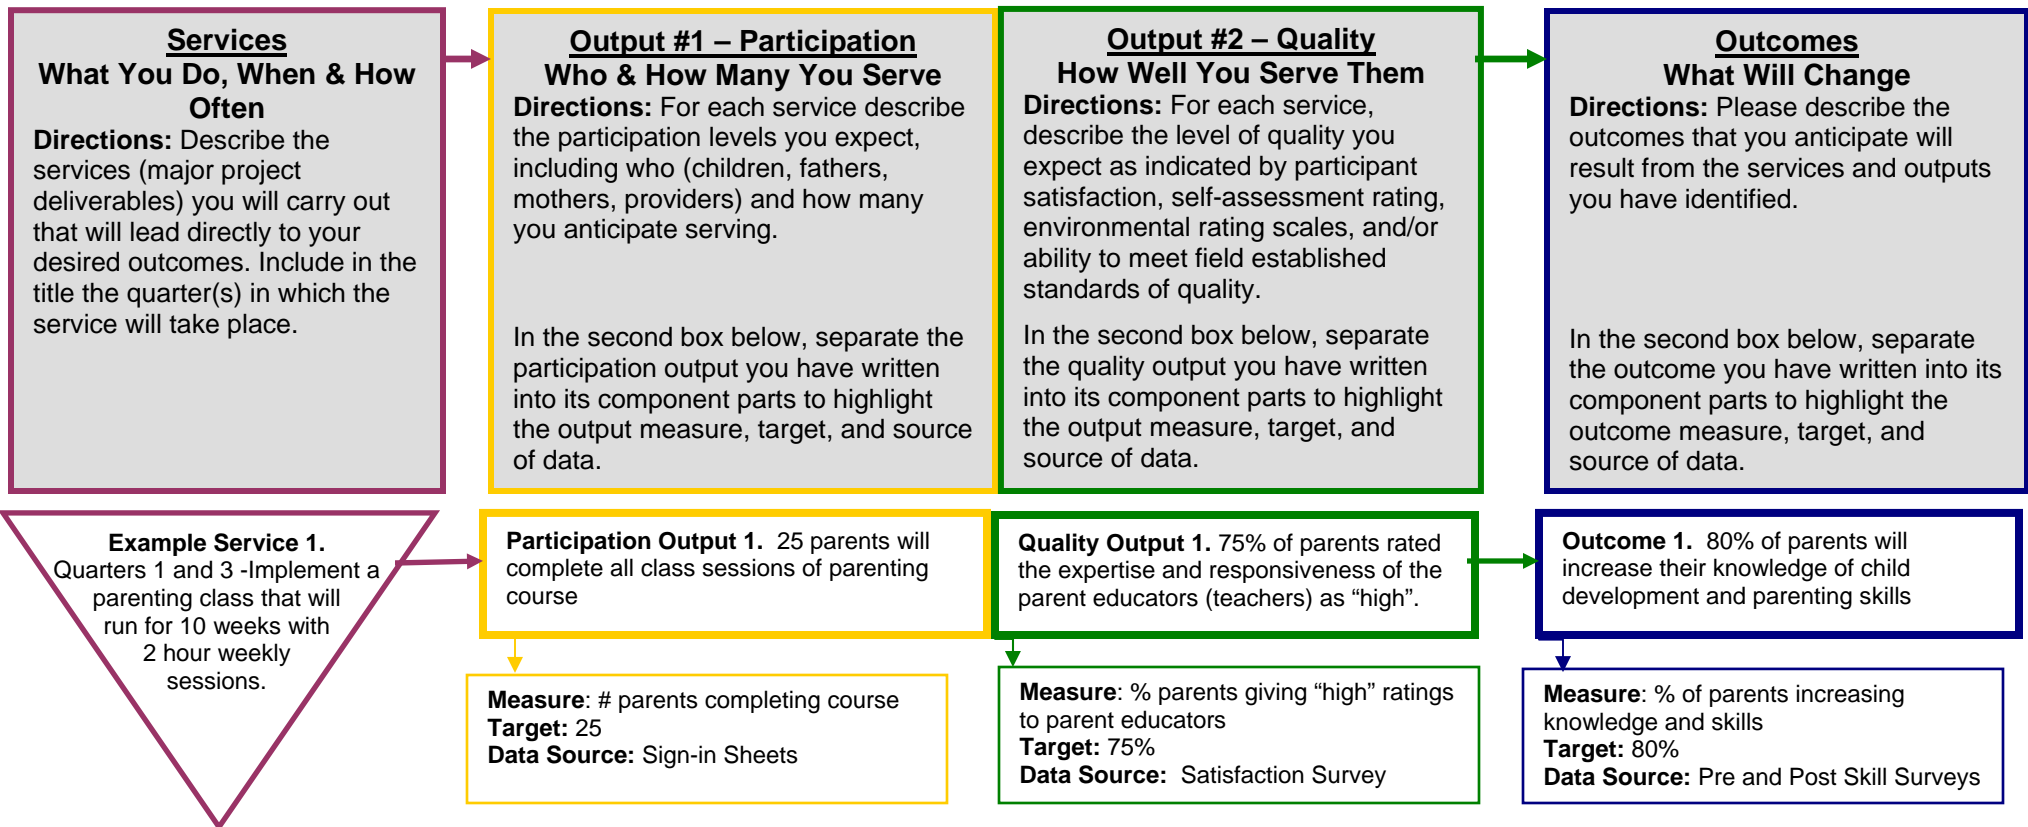 Services
What You Do, When & How
Often
Directions: Describe the
services (major project
deliverables) you will carry out
that will lead directly to your
desired outcomes. Include in the
title the quarter(s) in which the
service will take place.
Output #1 – Participation
Who & How Many You Serve
Directions: For each service describe
the participation levels you expect,
including who (children, fathers,
mothers, providers) and how many
you anticipate serving.
In the second box below, separate the
participation output you have written
into its component parts to highlight
the output measure, target, and source
of data.
Output #2 – Quality
How Well You Serve Them
Directions: For each service,
describe the level of quality you
expect as indicated by participant
satisfaction, self-assessment rating,
environmental rating scales, and/or
ability to meet field established
standards of quality.
In the second box below, separate
the quality output you have written
into its component parts to highlight
the output measure, target, and
source of data.
Outcomes
What Will Change
Directions: Please describe the
outcomes that you anticipate will
result from the services and outputs
you have identified.
In the second box below, separate
the outcome you have written into its
component parts to highlight the
outcome measure, target, and
source of data.
Example Service 1.
Quarters 1 and 3 -Implement a
parenting class that will
run for 10 weeks with
2 hour weekly
sessions.
Participation Output 1. 25 parents will
complete all class sessions of parenting
course
Quality Output 1. 75% of parents rated
the expertise and responsiveness of the
parent educators (teachers) as “high”.
Outcome 1. 80% of parents will
increase their knowledge of child
development and parenting skills
Measure: # parents completing course
Target: 25
Data Source: Sign-in Sheets
Measure: % parents giving “high” ratings
to parent educators
Target: 75%
Data Source: Satisfaction Survey
Measure: % of parents increasing
knowledge and skills
Target: 80%
Data Source: Pre and Post Skill Surveys